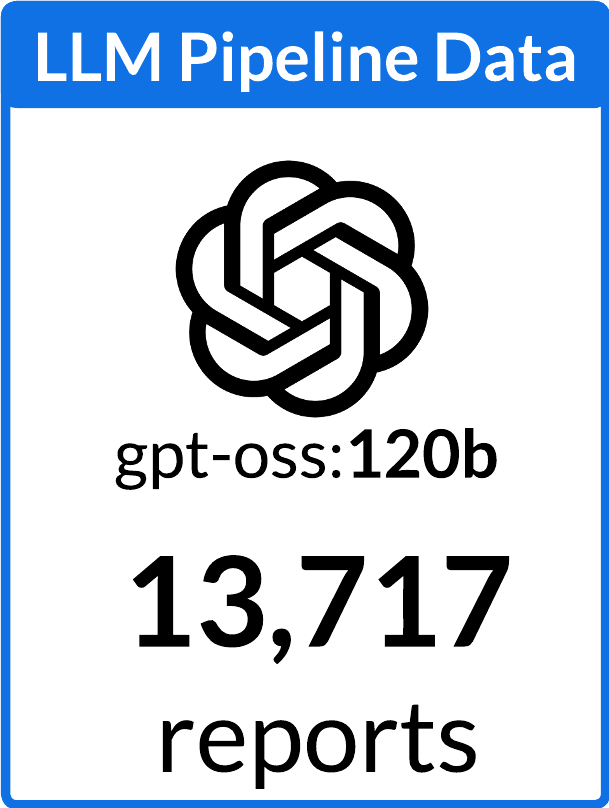 LLM Pipeline Data
gpt-oss:120b
13,717
reports